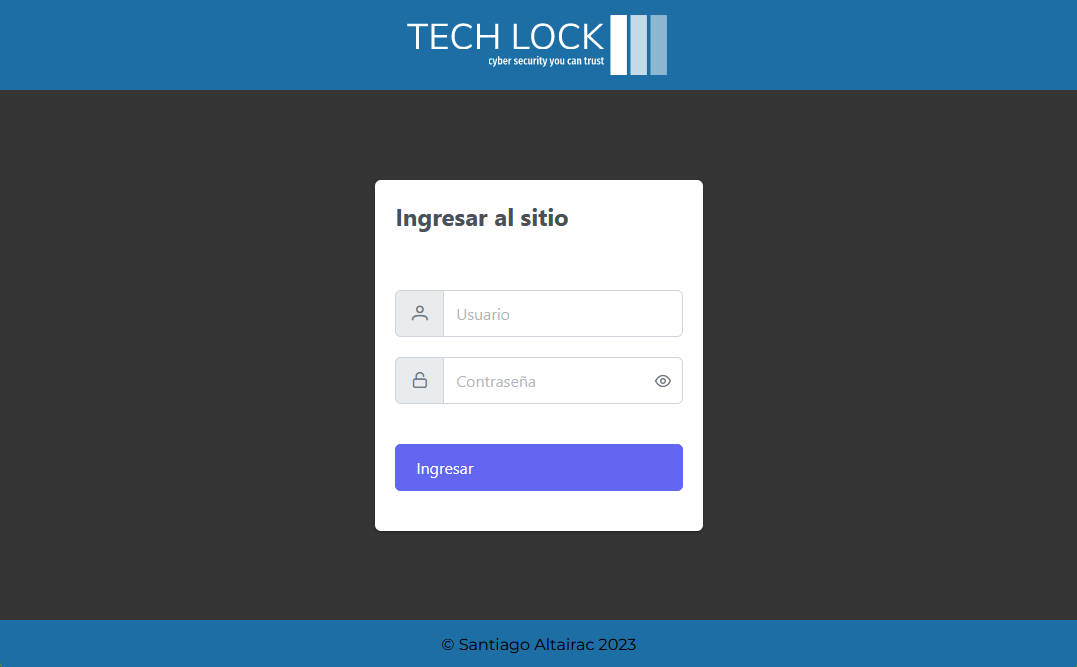 TECH LOCK
cyber security you can trust
Ingresar al sitio
Usuario
Contraseña
Ingresar
© Santiago Altairac 2023